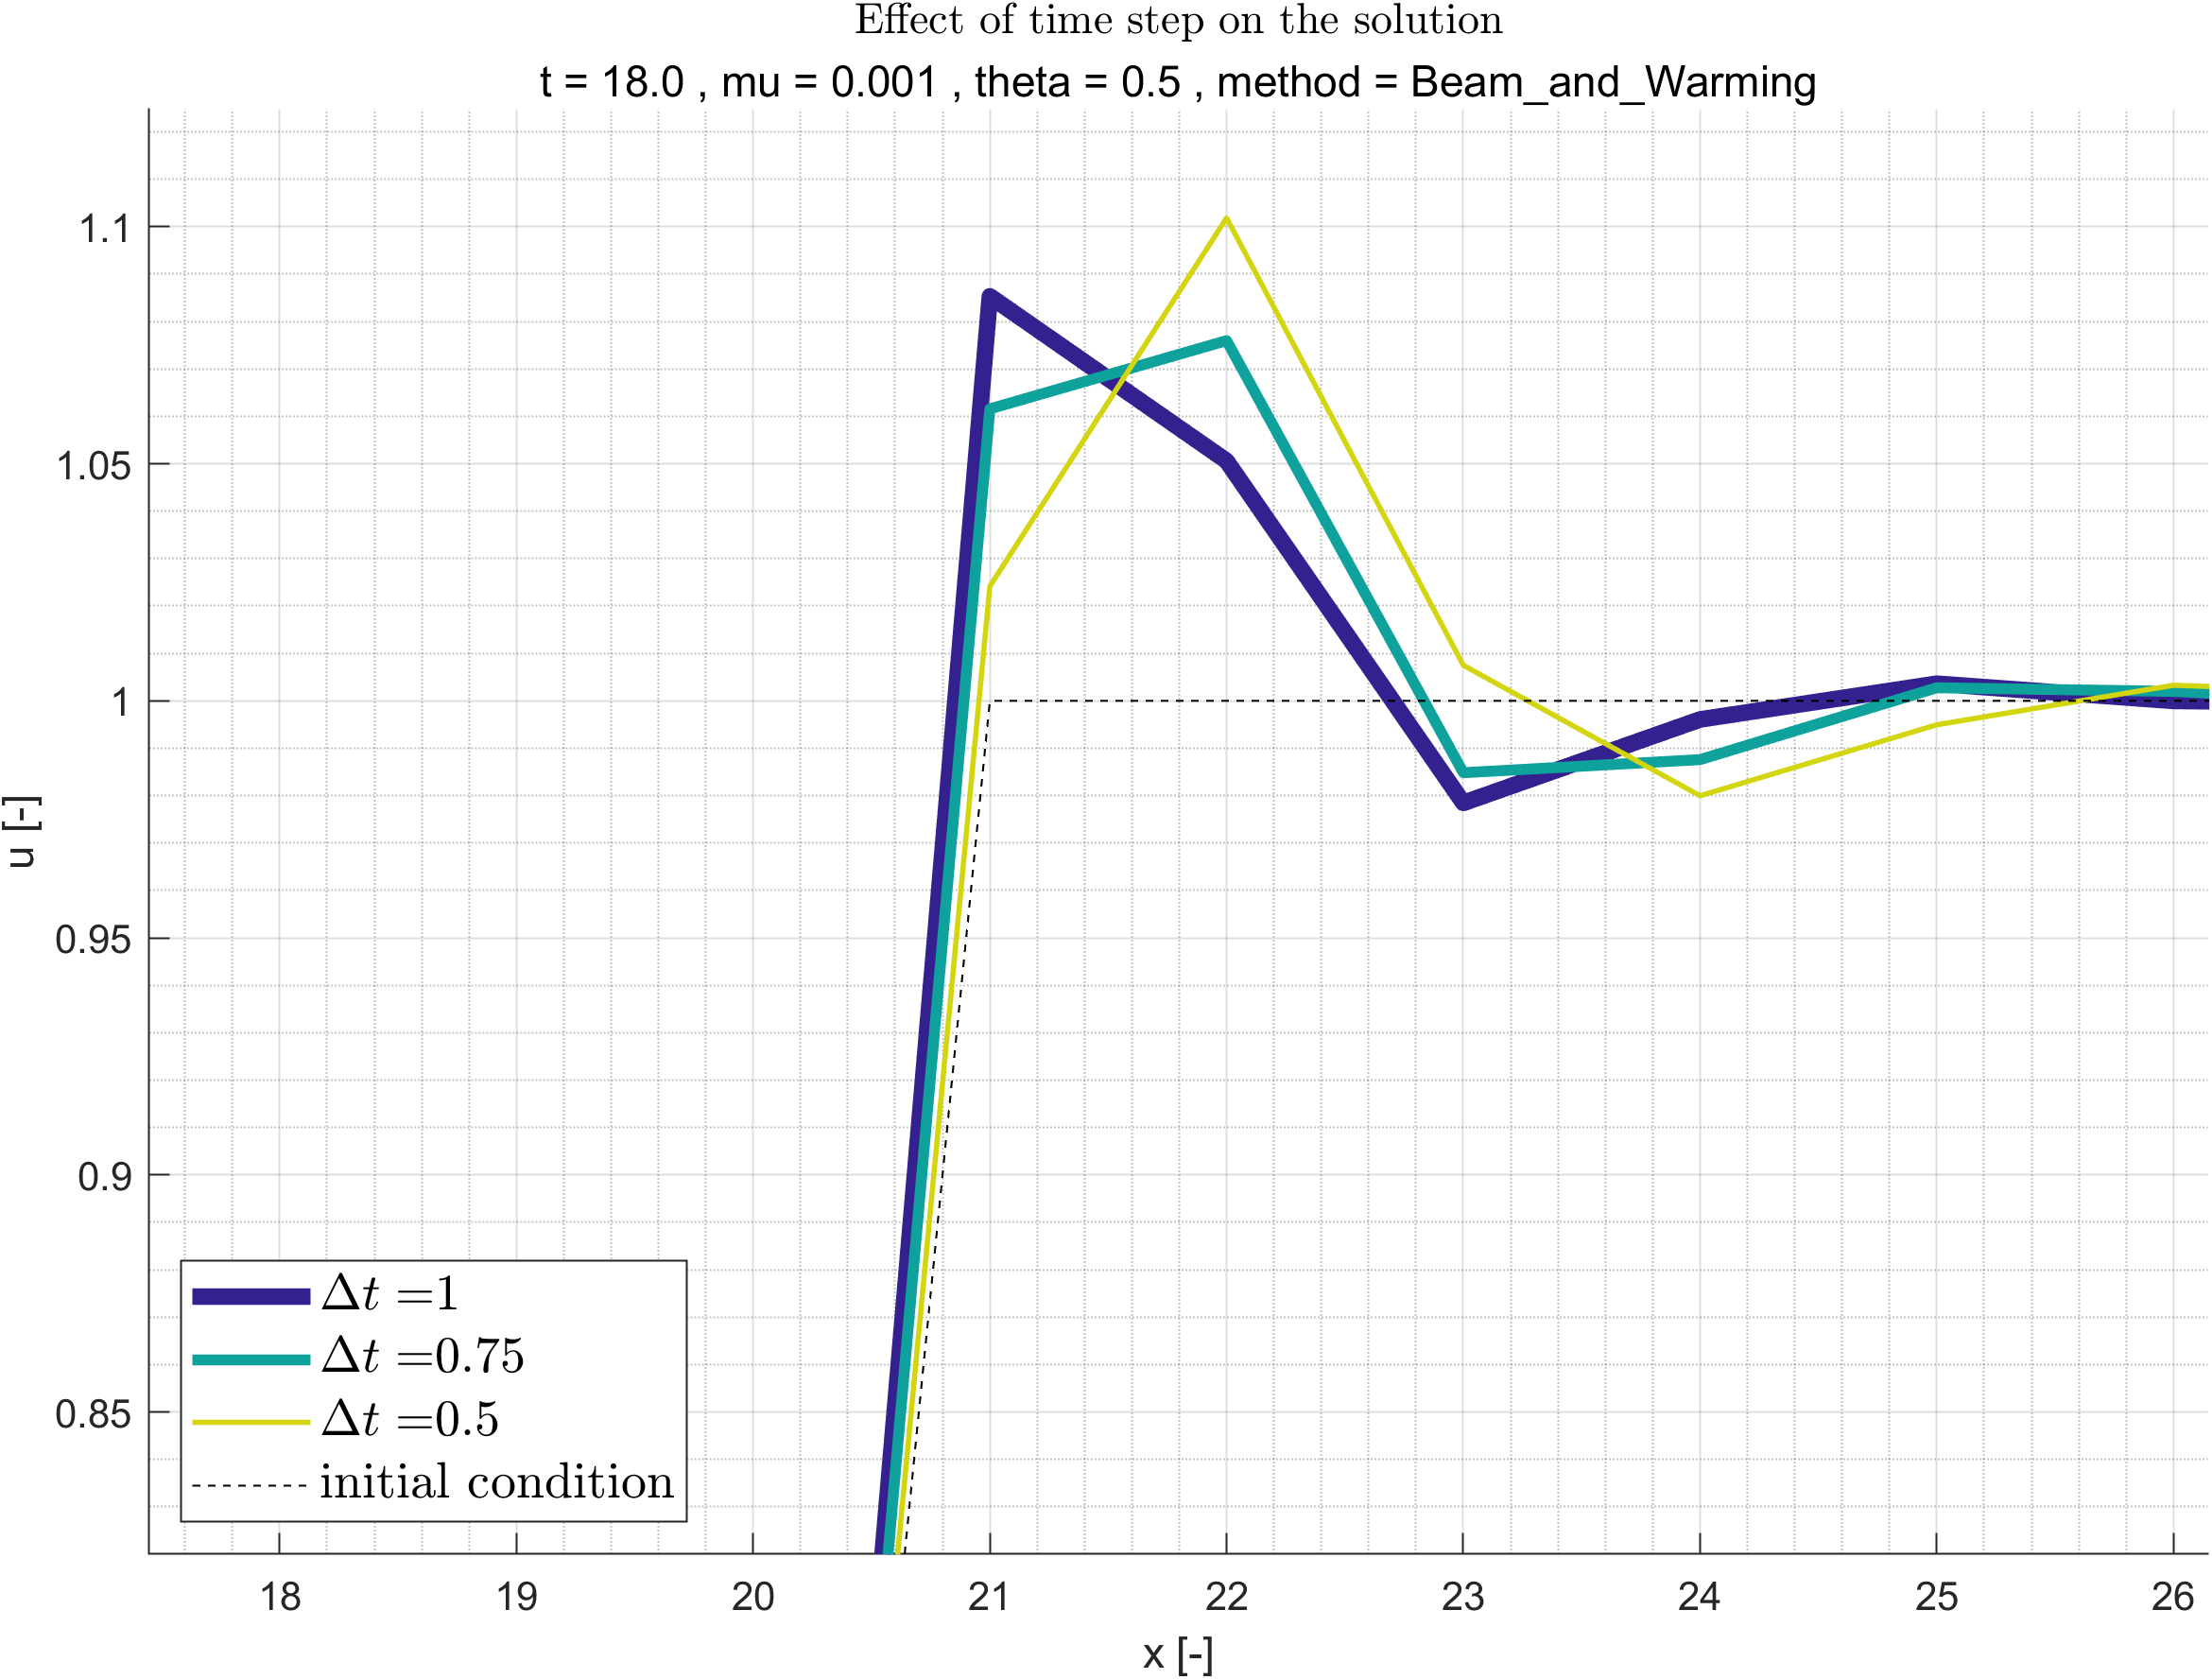 Effect of time step on the solution
t = 18.0 , mu = 0.001 , theta = 0.5 , method = Beam_and_Warming
1.1
1.05
1
0.95
0.9
0.85
u [-]
Δt =1
Δt =0.75
Δt =0.5
initial condition
18 19 20 21 22 23 24 25 26
x [-]